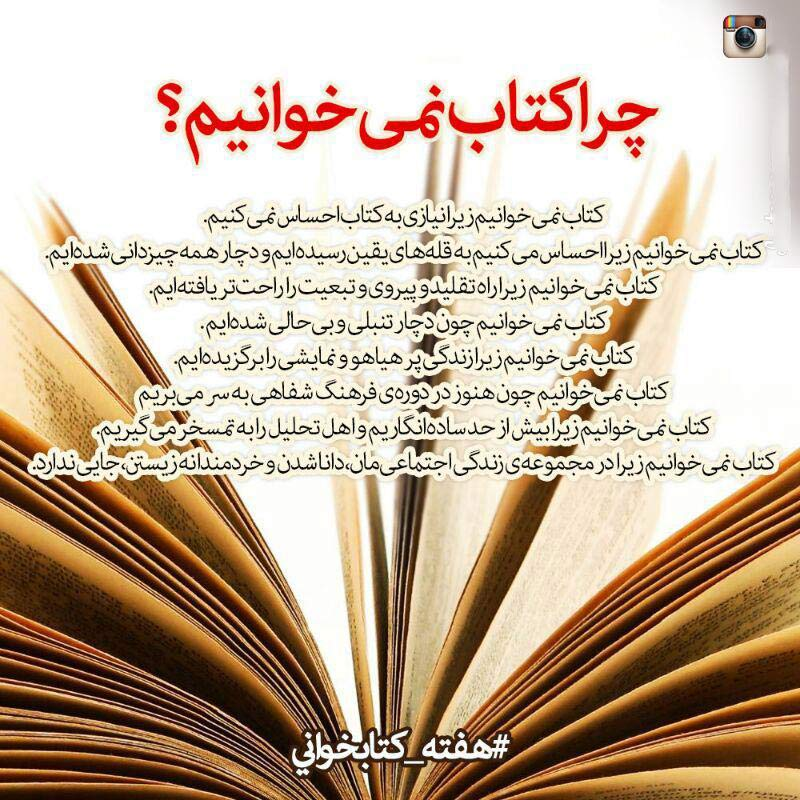 چرا کتاب نمی‌خوانیم؟
کتاب نمی‌خوانیم زیرا نیازی به کتاب احساس نمی‌کنیم.
کتاب نمی‌خوانیم زیرا احساس می‌کنیم به قله‌های یقین رسیده‌ایم و دچار همه‌چیزدانی شده‌ایم.
کتاب نمی‌خوانیم زیرا راه تقلید و پیروی و تبعیت را راحت‌تر یافته‌ایم.
کتاب نمی‌خوانیم چون دچار تنبلی و بی‌حالی شده‌ایم.
کتاب نمی‌خوانیم زیرا زندگی پر هیاهو و نمایشی را برگزیده‌ایم.
کتاب نمی‌خوانیم چون هنوز در دوره‌ی فرهنگ شفاهی به سر می‌بریم
کتاب نمی‌خوانیم زیرا بیش از حد ساده‌انگاریم و اهل تحلیل را به تمسخر می‌گیریم.
کتاب نمی‌خوانیم زیرا در مجموعه‌ی زندگی اجتماعی‌مان، دانا شدن و خردمندانه زیستن، جایی ندارد.
#هفته_کتابخواني